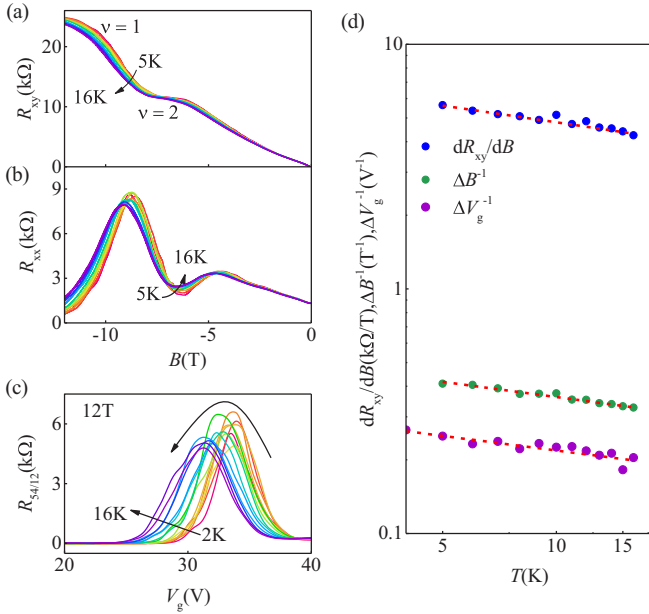 (a)
ν = 1
5K
16K
ν = 2
R_xy(kΩ)
20
10
0
(b)
16K
5K
R_xx(kΩ)
9
6
3
0
-10
-5
0
B(T)
(c)
12T
16K
2K
R_54/12(kΩ)
6
3
0
20
30
40
V_g(V)
(d)
dR_xy/dB
ΔB^-1
ΔV_g^-1
dR_xy/dB(kΩ/T),ΔB^-1(T^-1),ΔV_g^-1(V^-1)
10
1
0.1
5
10
15
T(K)